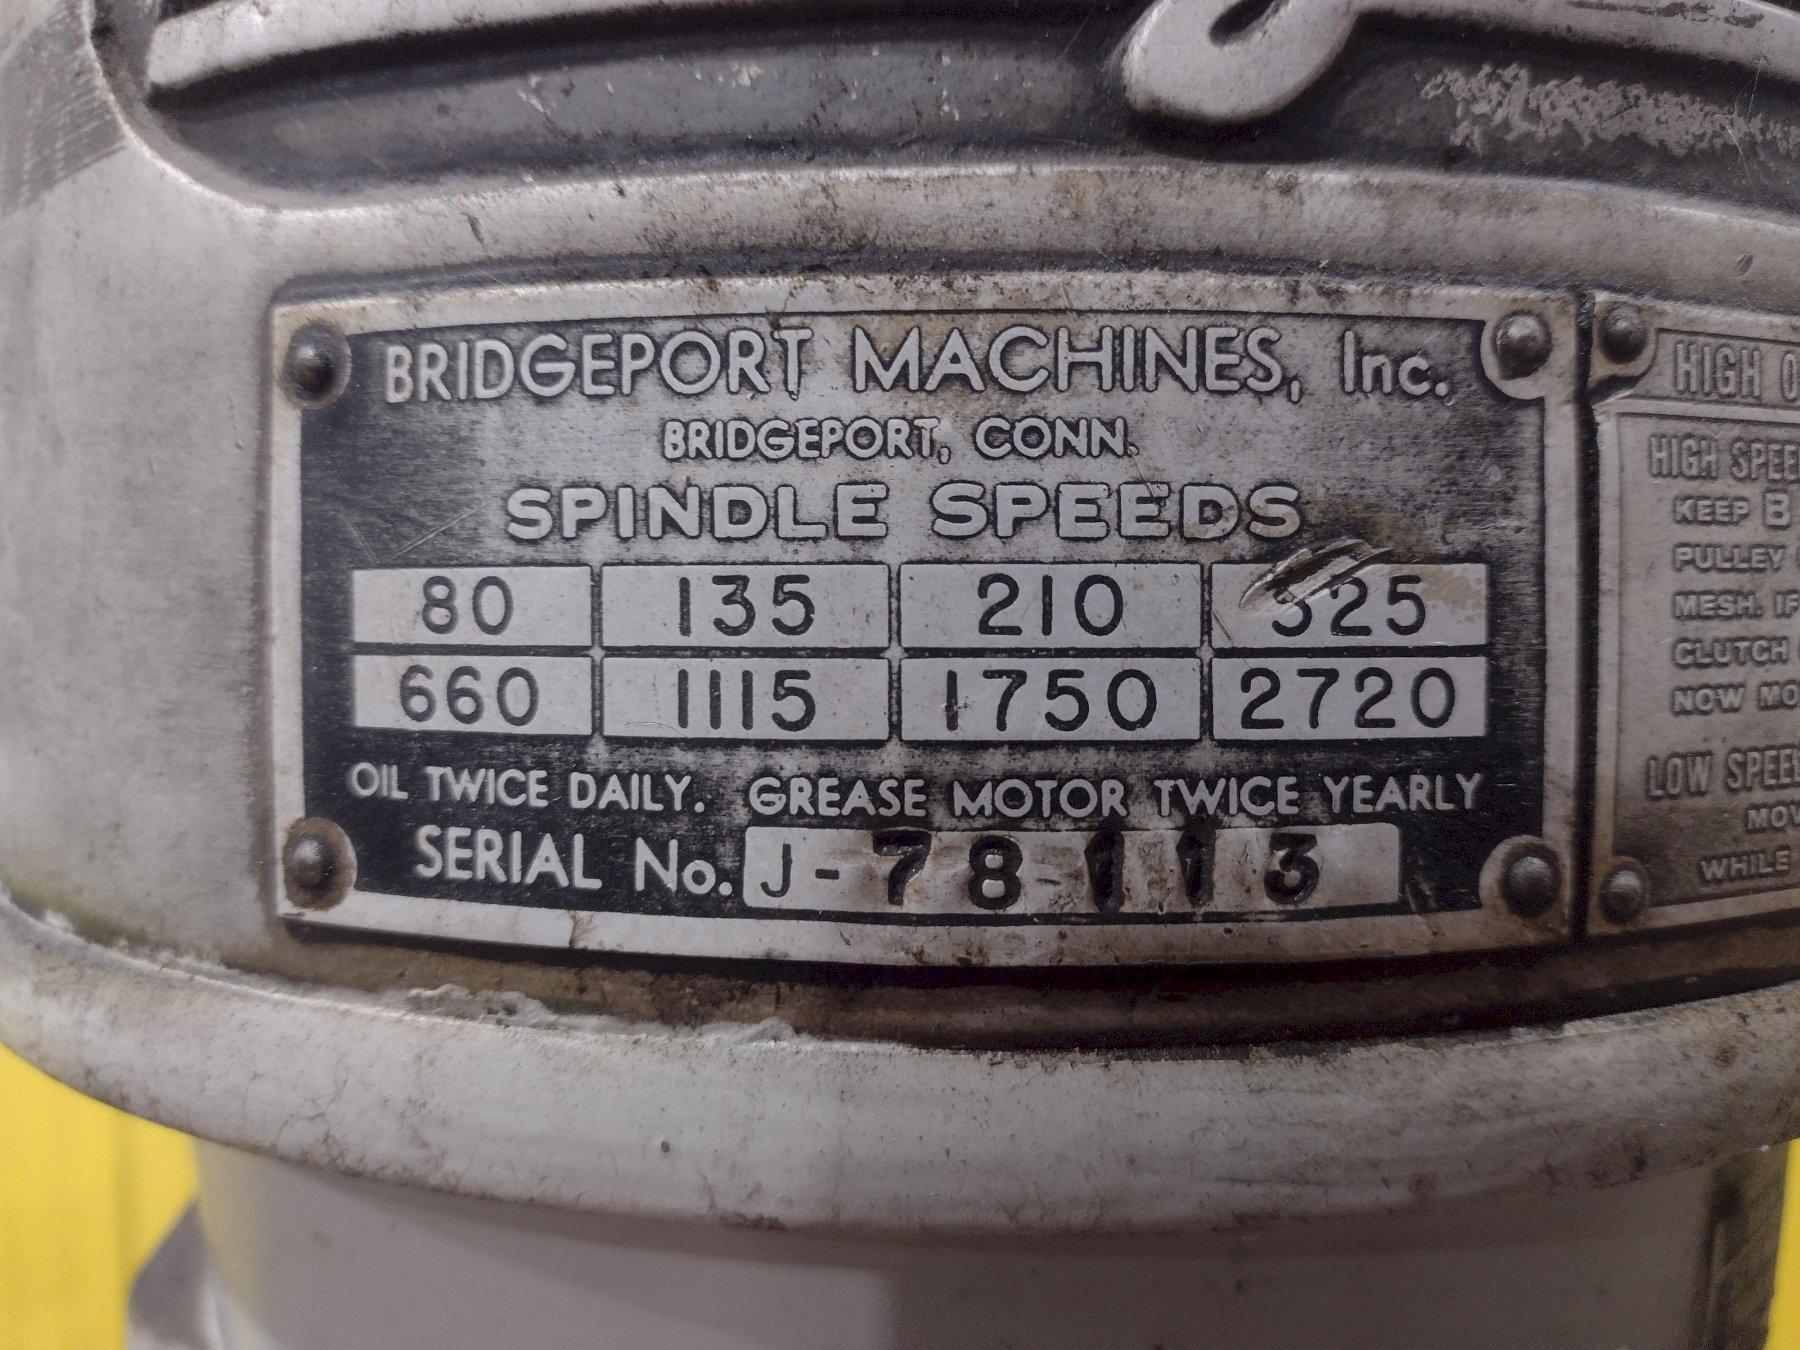 BRIDGEPORT MACHINES, Inc.
BRIDGEPORT, CONN.
SPINDLE SPEEDS
80 135 210 325
660 1115 1750 2720
OIL TWICE DAILY. GREASE MOTOR TWICE YEARLY
SERIAL No. J-78113
HIGH
HIGH SPEE
KEEP B
PULLEY
MESH. IF
CLUTCH
NOW MO
LOW SPEE
MOV
WHILE